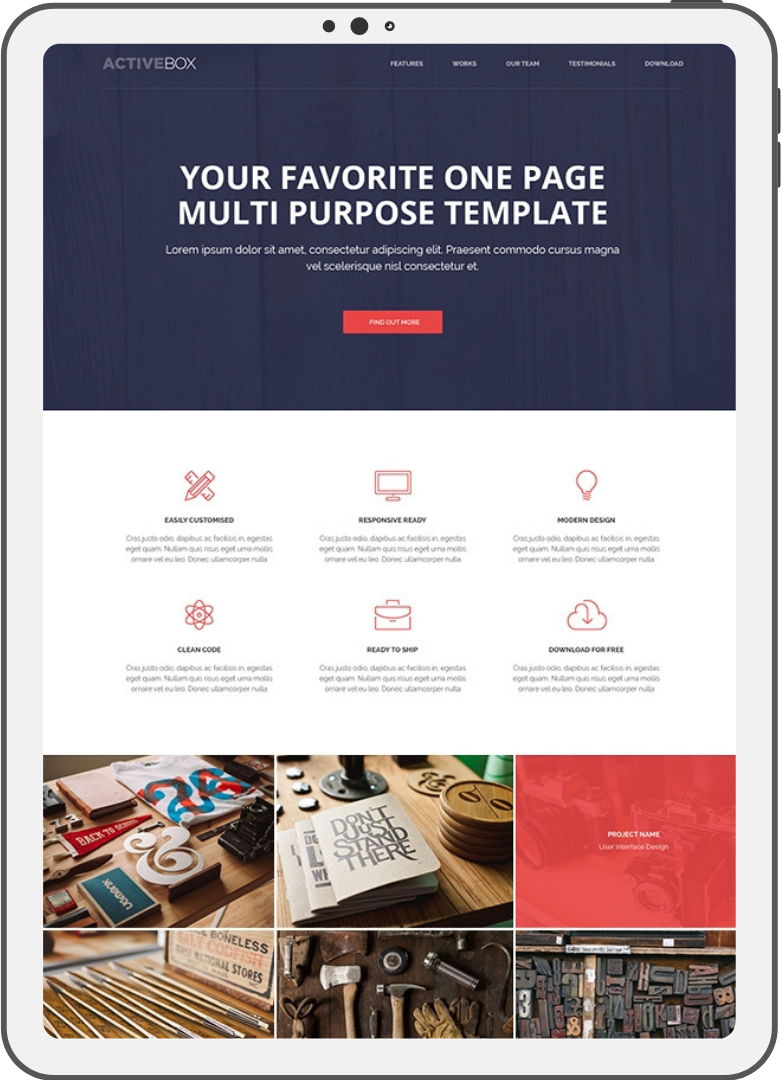 ACTIVEBOX
FEATURES WORKS OUR TEAM TESTIMONIALS DOWNLOAD
YOUR FAVORITE ONE PAGE
MULTI PURPOSE TEMPLATE
Lorem ipsum dolor sit amet, consectetur adipiscing elit. Praesent commodo cursus magna
vel scelerisque nisl consectetur et.
FIND OUT MORE
EASILY CUSTOMISED
Cras justo odio, dapibus ac facilisis in, egestas
eget quam. Nullam quis risus eget urna mollis
ornare vel eu leo. Donec ullamcorper nulla
RESPONSIVE READY
Cras justo odio, dapibus ac facilisis in, egestas
eget quam. Nullam quis risus eget urna mollis
ornare vel eu leo. Donec ullamcorper nulla
MODERN DESIGN
Cras justo odio, dapibus ac facilisis in, egestas
eget quam. Nullam quis risus eget urna mollis
ornare vel eu leo. Donec ullamcorper nulla
CLEAN CODE
Cras justo odio, dapibus ac facilisis in, egestas
eget quam. Nullam quis risus eget urna mollis
ornare vel eu leo. Donec ullamcorper nulla
READY TO SHIP
Cras justo odio, dapibus ac facilisis in, egestas
eget quam. Nullam quis risus eget urna mollis
ornare vel eu leo. Donec ullamcorper nulla
DOWNLOAD FOR FREE
Cras justo odio, dapibus ac facilisis in, egestas
eget quam. Nullam quis risus eget urna mollis
ornare vel eu leo. Donec ullamcorper nulla
BACK TO SCHOOL
&
DON'T
JUST
STAND
THERE
%
PROJECT NAME
User Interface Design
BONELESS
CODFISH
NATIONAL STORES